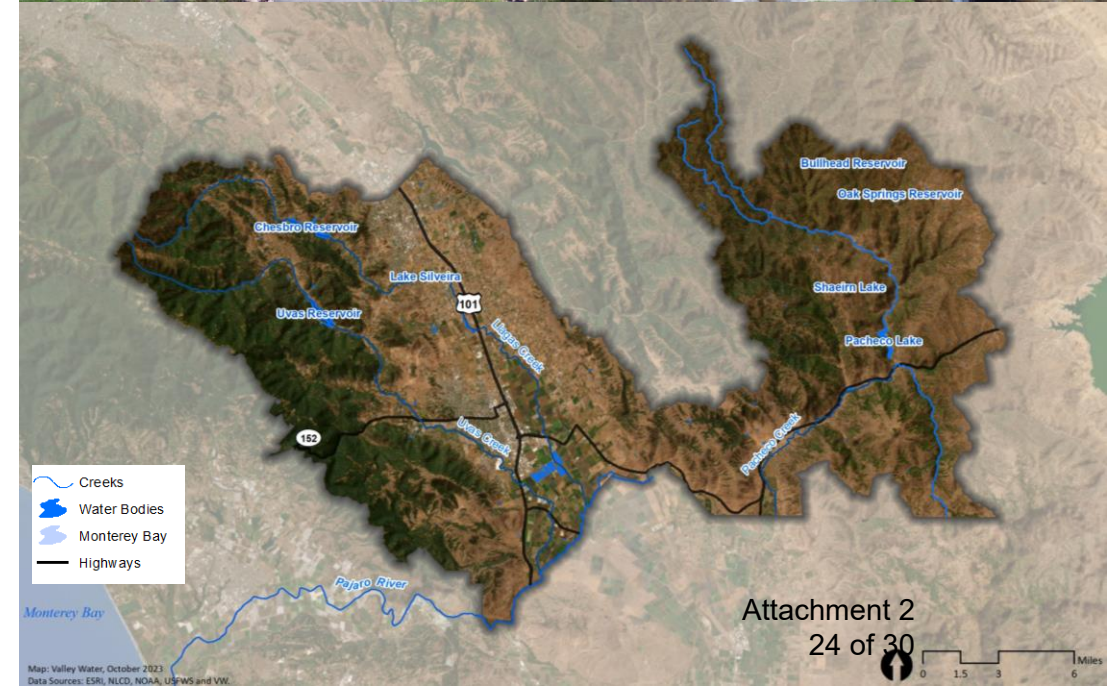 Bullhead Reservoir
Oak Springs Reservoir
Chesbro Reservoir
Lake Silveira
Shaeirn Lake
101
Uvas Reservoir
Llagas Creek
Pacheco Lake
Uvas Creek
Pacheco Creek
152
Creeks
Water Bodies
Monterey Bay
Highways
Pajaro River
Monterey Bay
Attachment 2
24 of 30
Miles
0 1.5 3 6
Map: Valley Water, October 2023
Data Sources: ESRI, NLCD, NOAA, USFWS and VW.